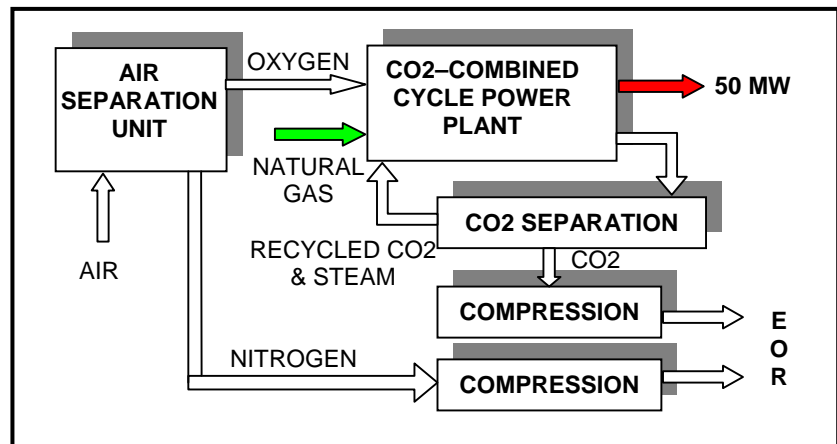 AIR
SEPARATION
UNIT
OXYGEN
CO2–COMBINED
CYCLE POWER
PLANT
50 MW
NATURAL
GAS
CO2 SEPARATION
RECYCLED CO2
& STEAM
AIR
CO2
COMPRESSION
NITROGEN
COMPRESSION
E
O
R